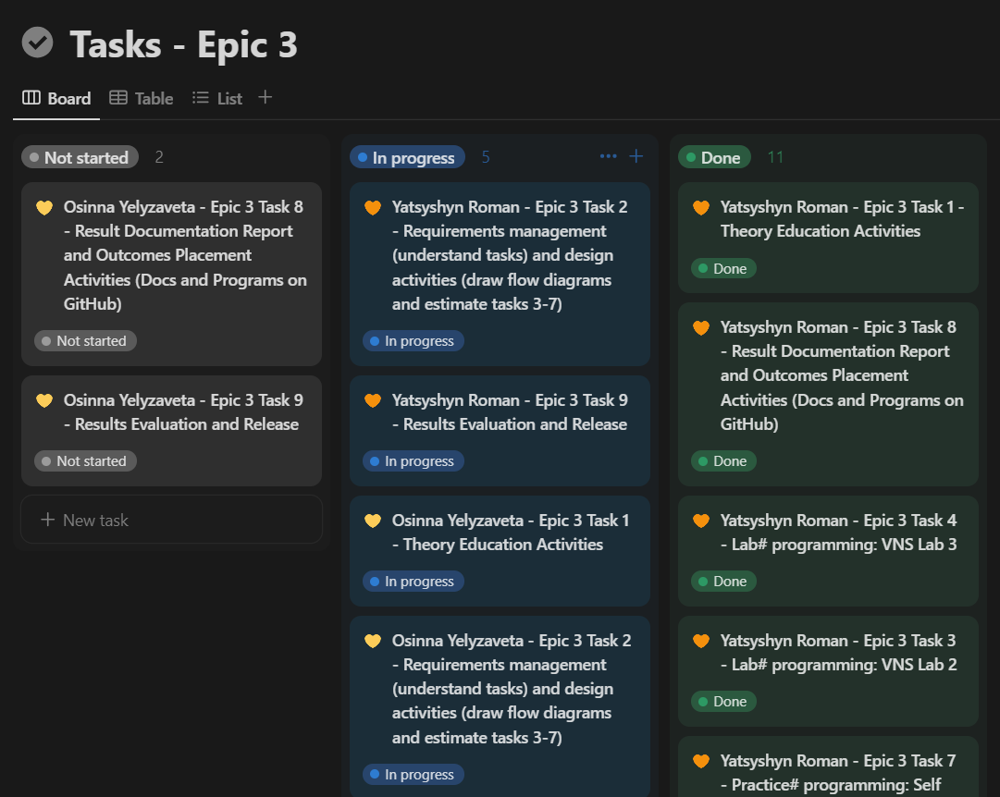 Tasks - Epic 3
Board
Table
List
Not started 2
Osinna Yelyzaveta - Epic 3 Task 8
- Result Documentation Report
and Outcomes Placement
Activities (Docs and Programs on
GitHub)
Not started
Osinna Yelyzaveta - Epic 3 Task 9
- Results Evaluation and Release
Not started
+ New task
In progress 5
Yatsyshyn Roman - Epic 3 Task 2
- Requirements management
(understand tasks) and design
activities (draw flow diagrams
and estimate tasks 3-7)
In progress
Yatsyshyn Roman - Epic 3 Task 9
- Results Evaluation and Release
In progress
Osinna Yelyzaveta - Epic 3 Task 1
- Theory Education Activities
In progress
Osinna Yelyzaveta - Epic 3 Task 2
- Requirements management
(understand tasks) and design
activities (draw flow diagrams
and estimate tasks 3-7)
In progress
Done 11
Yatsyshyn Roman - Epic 3 Task 1 -
Theory Education Activities
Done
Yatsyshyn Roman - Epic 3 Task 8
- Result Documentation Report
and Outcomes Placement
Activities (Docs and Programs on
GitHub)
Done
Yatsyshyn Roman - Epic 3 Task 4
- Lab# programming: VNS Lab 3
Done
Yatsyshyn Roman - Epic 3 Task 3
- Lab# programming: VNS Lab 2
Done
Yatsyshyn Roman - Epic 3 Task 7
- Practice# programming: Self